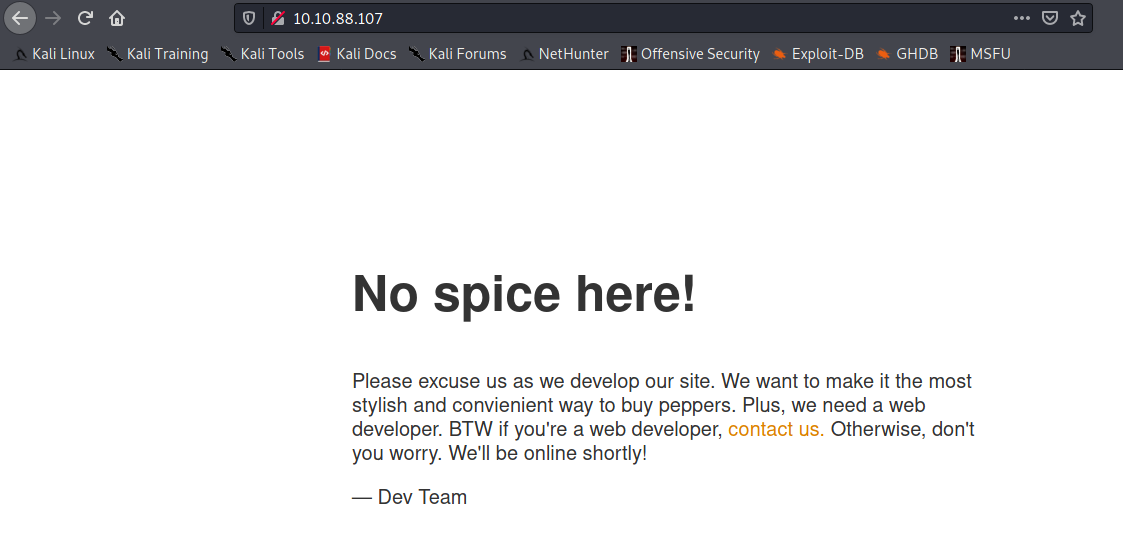 10.10.88.107
Kali Linux Kali Training Kali Tools Kali Docs Kali Forums NetHunter Offensive Security Exploit-DB GHDB MSFU
No spice here!
Please excuse us as we develop our site. We want to make it the most
stylish and convienient way to buy peppers. Plus, we need a web
developer. BTW if you're a web developer, contact us. Otherwise, don't
you worry. We'll be online shortly!
— Dev Team